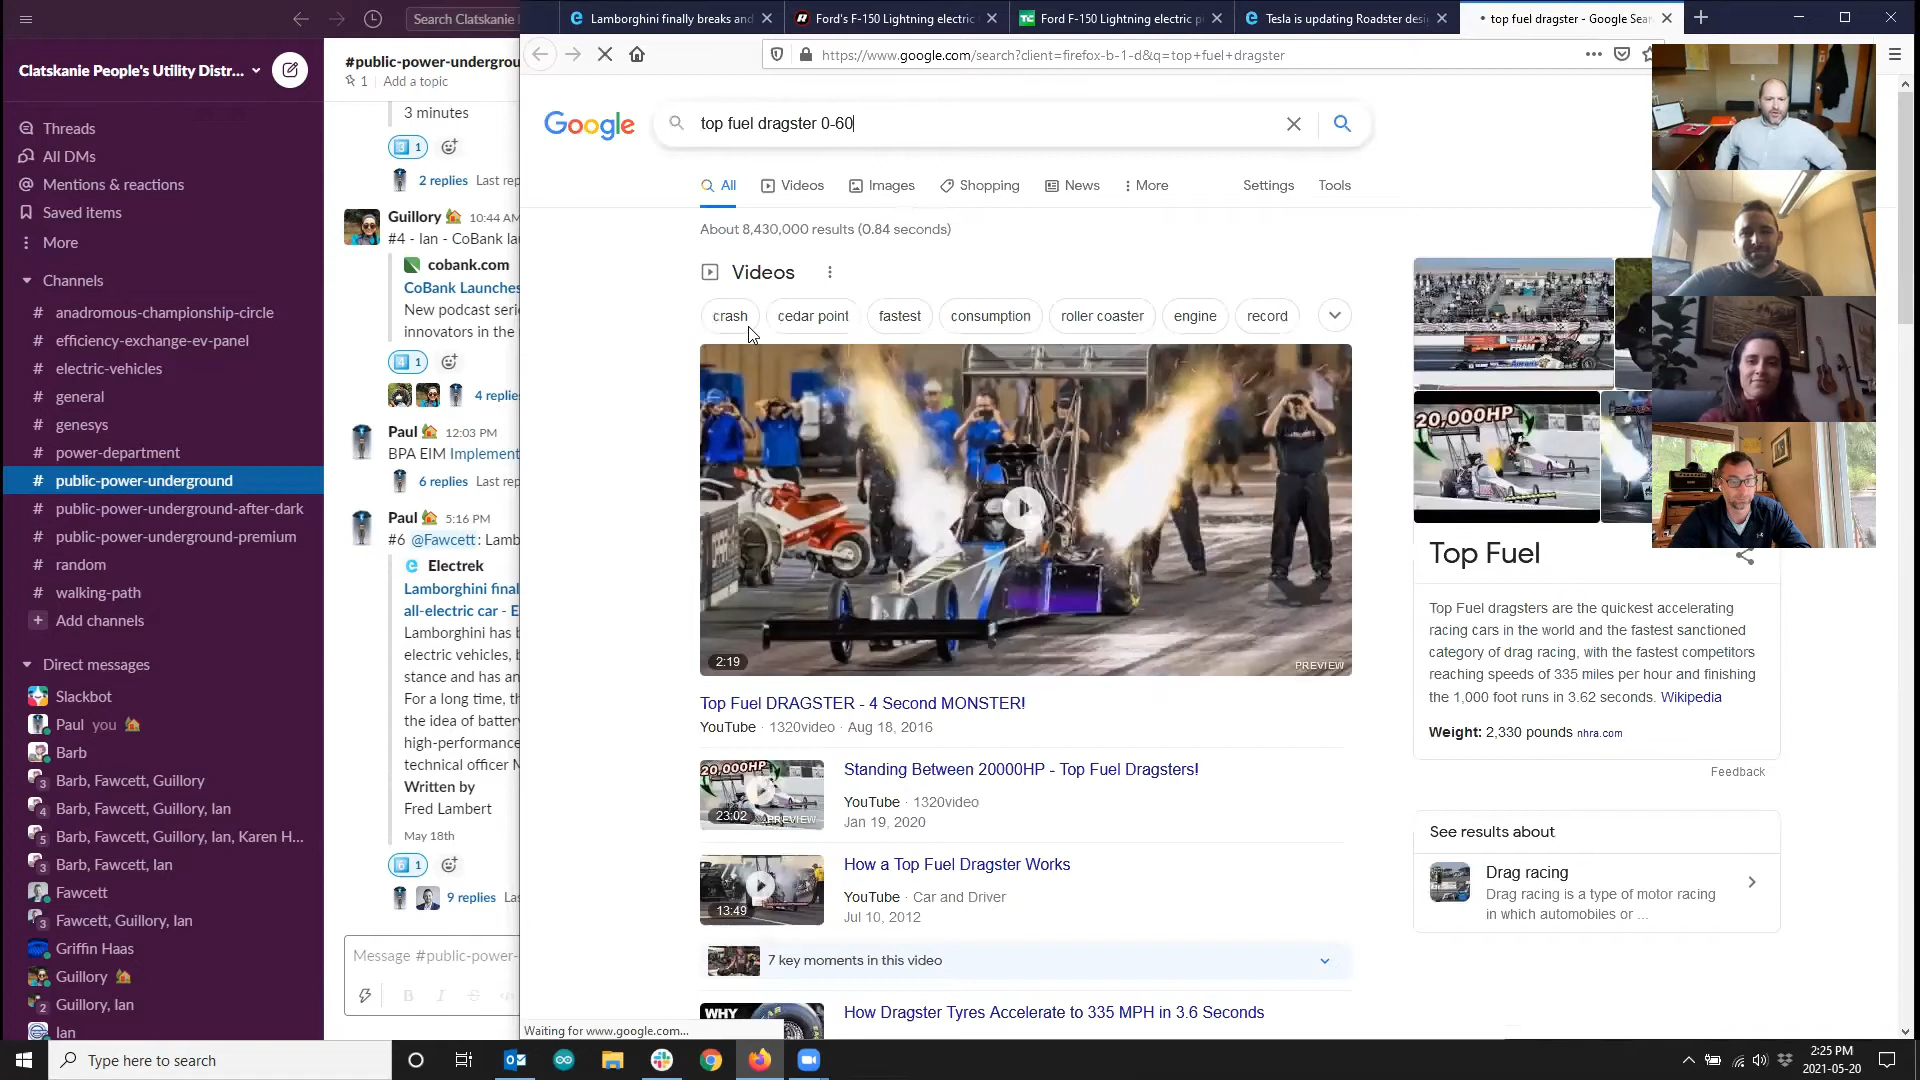 Search Clatskanie
Lamborghini finally breaks and
Ford's F-150 Lightning electric
Ford F-150 Lightning electric p
Tesla is updating Roadster desi
top fuel dragster - Google Sear
https://www.google.com/search?client=firefox-b-1-d&q=top+fuel+dragster
Clatskanie People's Utility Distr...
Threads
All DMs
Mentions & reactions
Saved items
More
Channels
# anadromous-championship-circle
# efficiency-exchange-ev-panel
# electric-vehicles
# general
# genesys
# power-department
# public-power-underground
# public-power-underground-after-dark
# public-power-underground-premium
# random
# walking-path
+ Add channels
Direct messages
Slackbot
Paul you
Barb
3 Barb, Fawcett, Guillory
4 Barb, Fawcett, Guillory, Ian
5 Barb, Fawcett, Guillory, Ian, Karen H...
3 Barb, Fawcett, Ian
Fawcett
3 Fawcett, Guillory, Ian
Griffin Haas
Guillory
2 Guillory, Ian
Ian
#public-power-undergrou
1 Add a topic
3 minutes
3 1
2 replies Last rep
Guillory 10:44 AM
#4 - Ian - CoBank lau
cobank.com
CoBank Launches
New podcast serie
innovators in the
4 1
4 replie
Paul 12:03 PM
BPA EIM Implement
6 replies Last rep
Paul 5:16 PM
#6 @Fawcett: Lamb
Electrek
Lamborghini final
all-electric car - E
Lamborghini has b
electric vehicles, b
stance and has an
For a long time, th
the idea of batter
high-performance
technical officer M
Written by
Fred Lambert
May 18th
6 1
9 replies Las
Message #public-power-
B I S </>
Google
top fuel dragster 0-60
All Videos Images Shopping News More Settings Tools
About 8,430,000 results (0.84 seconds)
Videos
crash cedar point fastest consumption roller coaster engine record
2:19
PREVIEW
Top Fuel DRAGSTER - 4 Second MONSTER!
YouTube · 1320video · Aug 18, 2016
20,000HP
23:02 PREVIEW
Standing Between 20000HP - Top Fuel Dragsters!
YouTube · 1320video
Jan 19, 2020
13:49
How a Top Fuel Dragster Works
YouTube · Car and Driver
Jul 10, 2012
7 key moments in this video
WHY
How Dragster Tyres Accelerate to 335 MPH in 3.6 Seconds
FRAM
20,000HP
Top Fuel
Top Fuel dragsters are the quickest accelerating
racing cars in the world and the fastest sanctioned
category of drag racing, with the fastest competitors
reaching speeds of 335 miles per hour and finishing
the 1,000 foot runs in 3.62 seconds. Wikipedia
Weight: 2,330 pounds nhra.com
Feedback
See results about
Drag racing
Drag racing is a type of motor racing
in which automobiles or ...
Waiting for www.google.com...
Type here to search
2:25 PM
2021-05-20